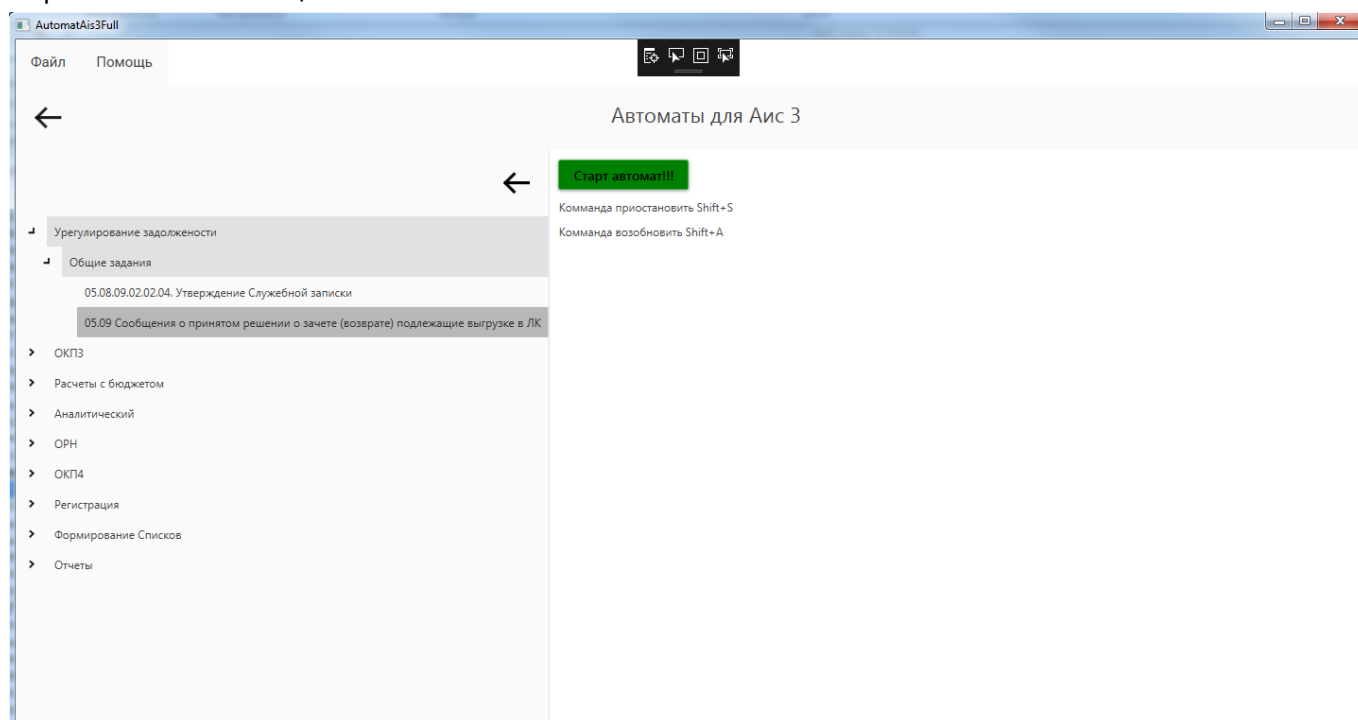 AutomatAis3Full
Файл Помощь
Автоматы для Аис 3
Старт автомат!!!
Комманда приостановить Shift+S
Комманда возобновить Shift+A
Урегулирование задолжености
Общие задания
05.08.09.02.02.04. Утверждение Служебной записки
05.09 Сообщения о принятом решении о зачете (возврате) подлежащие выгрузке в ЛК
ОКП3
Расчеты с бюджетом
Аналитический
ОРН
ОКП4
Регистрация
Формирование Списков
Отчеты